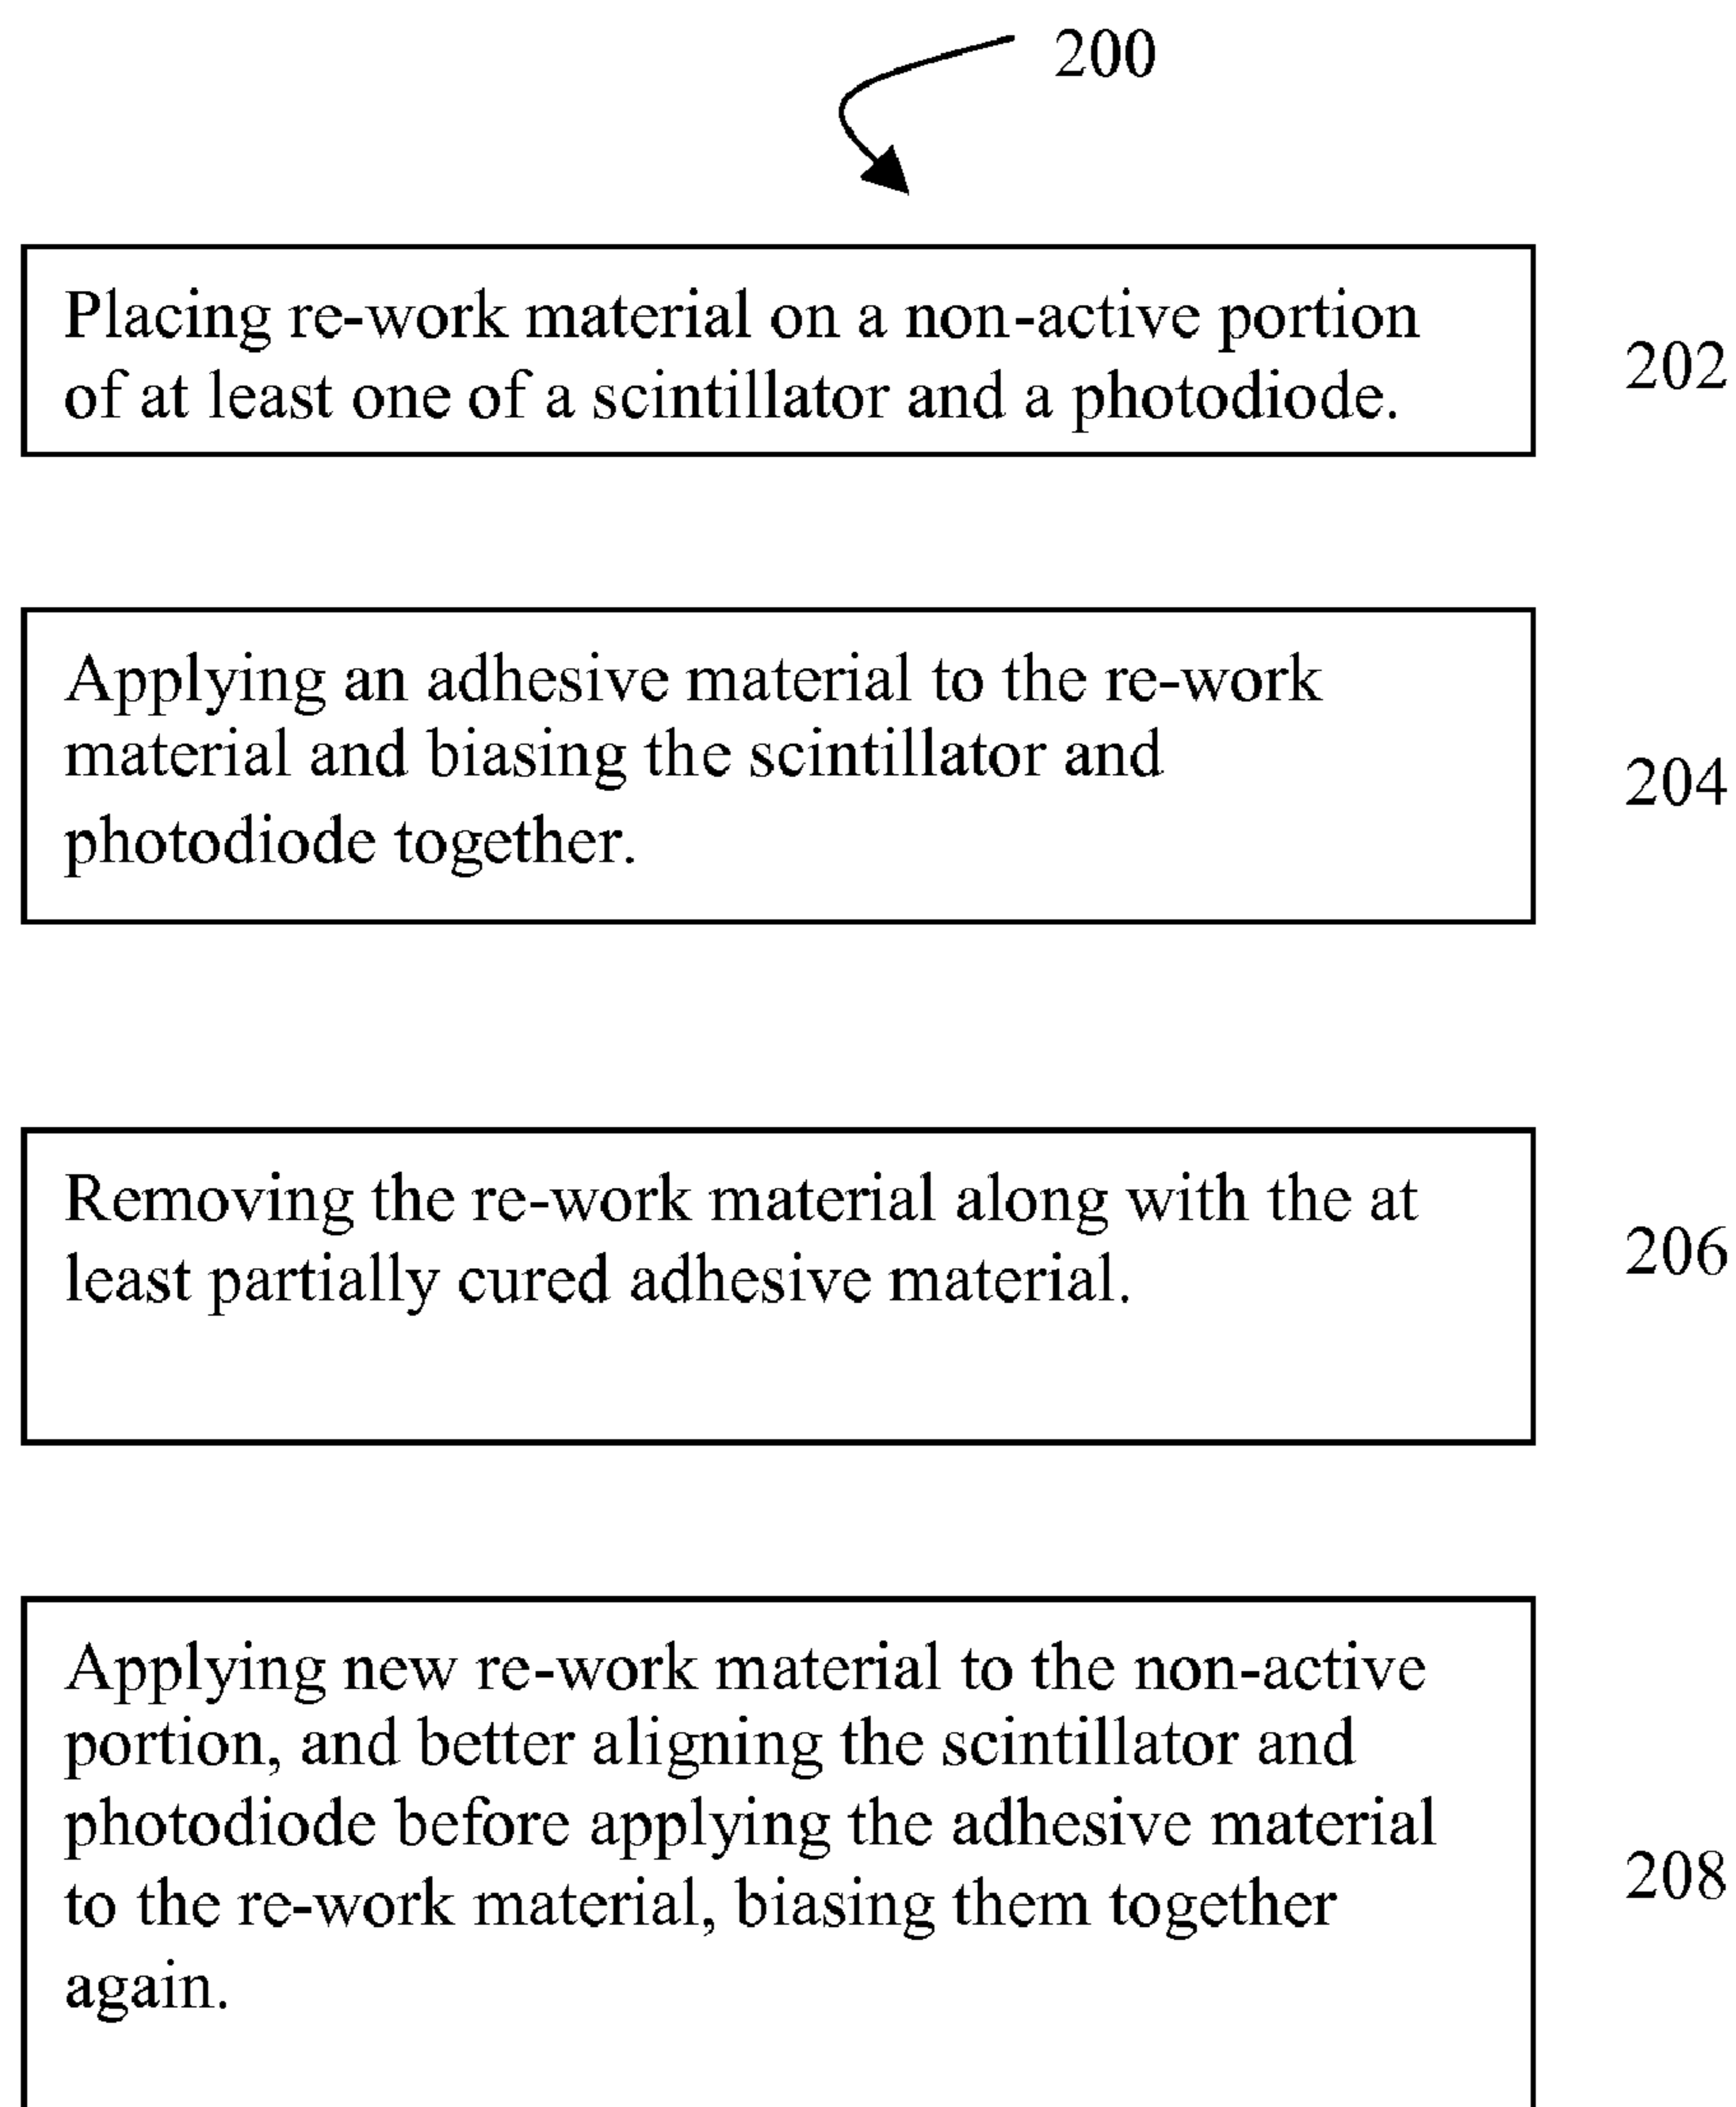 200
Placing re-work material on a non-active portion
of at least one of a scintillator and a photodiode.
202
Applying an adhesive material to the re-work
material and biasing the scintillator and
photodiode together.
204
Removing the re-work material along with the at
least partially cured adhesive material.
206
Applying new re-work material to the non-active
portion, and better aligning the scintillator and
photodiode before applying the adhesive material
to the re-work material, biasing them together
again.
208